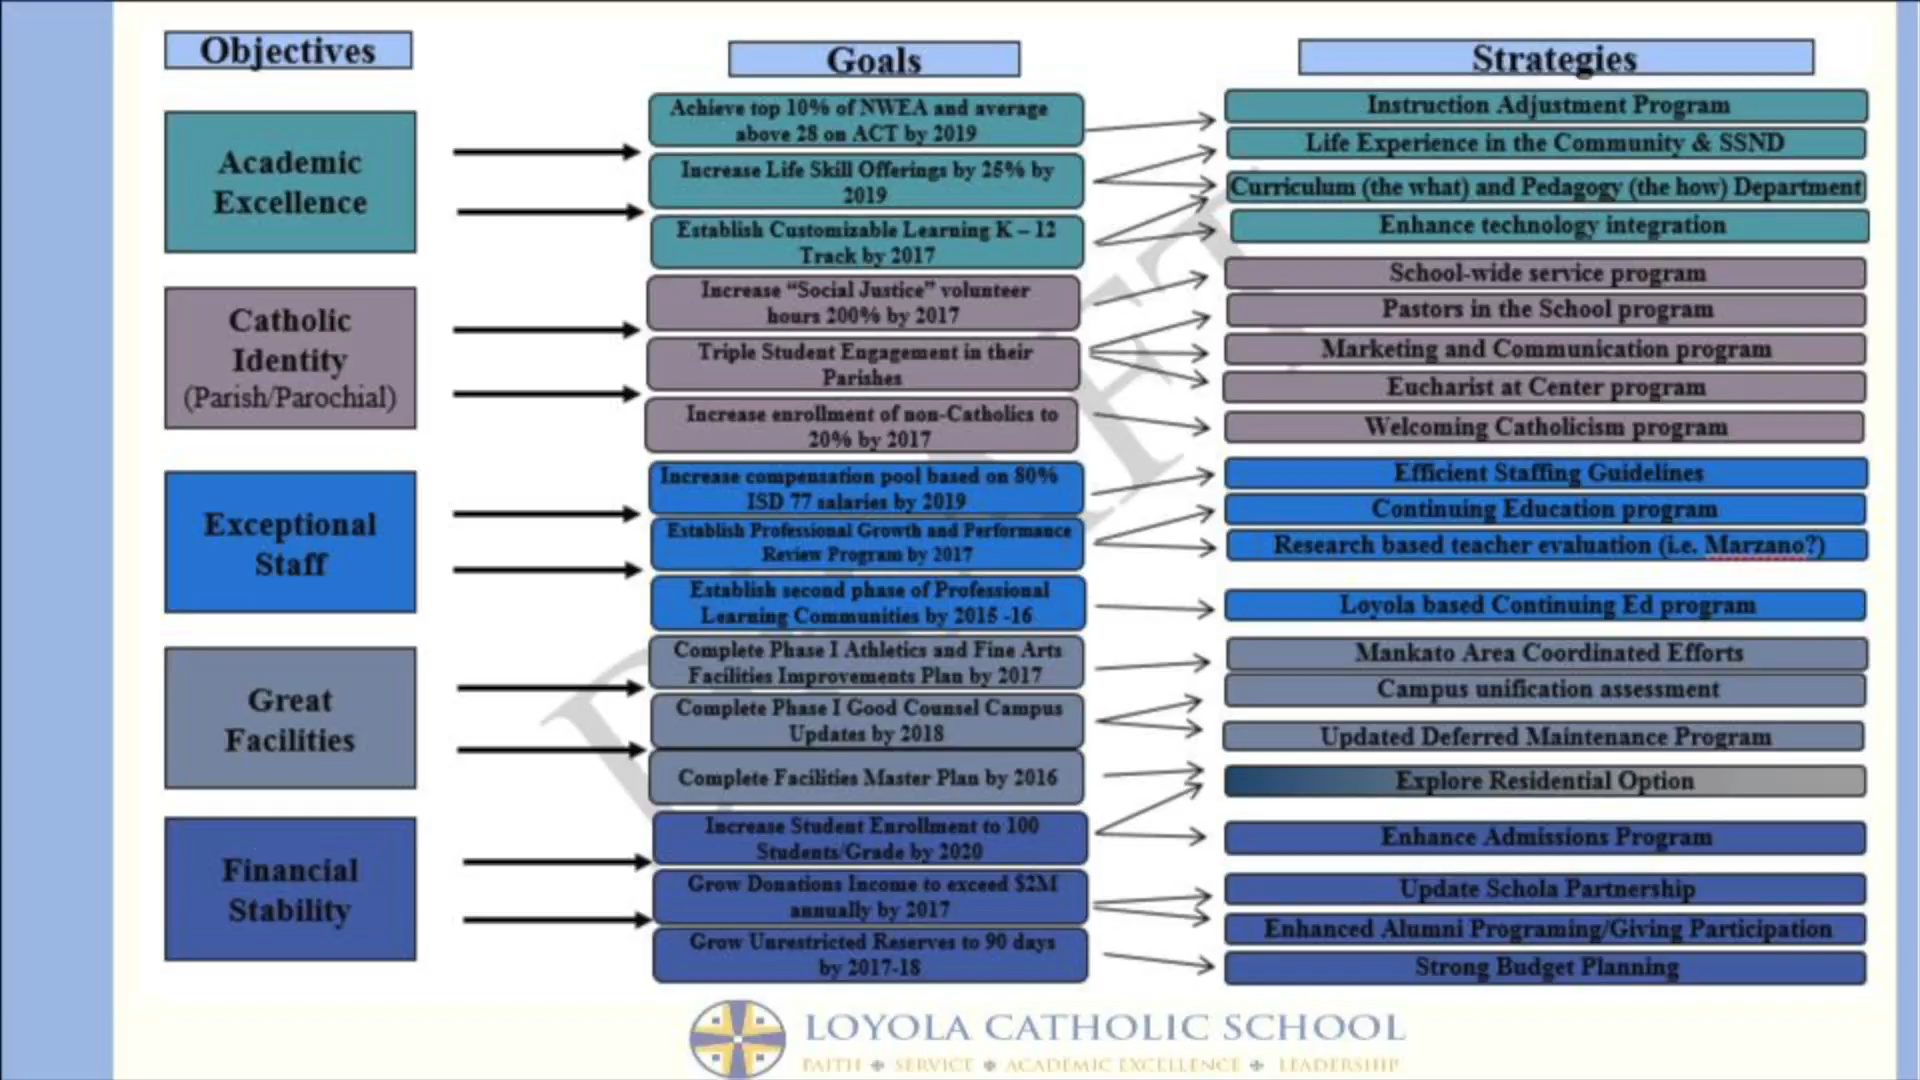 Objectives
Goals
Strategies
Academic
Excellence
Catholic
Identity
(Parish/Parochial)
Exceptional
Staff
Great
Facilities
Financial
Stability
Achieve top 10% of NWEA and average
above 28 on ACT by 2019
Increase Life Skill Offerings by 25% by
2019
Establish Customizable Learning K – 12
Track by 2017
Increase “Social Justice” volunteer
hours 200% by 2017
Triple Student Engagement in their
Parishes
Increase enrollment of non-Catholics to
20% by 2017
Increase compensation pool based on 80%
ISD 77 salaries by 2019
Establish Professional Growth and Performance
Review Program by 2017
Establish second phase of Professional
Learning Communities by 2015 -16
Complete Phase I Athletics and Fine Arts
Facilities Improvements Plan by 2017
Complete Phase I Good Counsel Campus
Updates by 2018
Complete Facilities Master Plan by 2016
Increase Student Enrollment to 100
Students/Grade by 2020
Grow Donations Income to exceed $2M
annually by 2017
Grow Unrestricted Reserves to 90 days
by 2017-18
Instruction Adjustment Program
Life Experience in the Community & SSND
Curriculum (the what) and Pedagogy (the how) Department
Enhance technology integration
School-wide service program
Pastors in the School program
Marketing and Communication program
Eucharist at Center program
Welcoming Catholicism program
Efficient Staffing Guidelines
Continuing Education program
Research based teacher evaluation (i.e. Marzano?)
Loyola based Continuing Ed program
Mankato Area Coordinated Efforts
Campus unification assessment
Updated Deferred Maintenance Program
Explore Residential Option
Enhance Admissions Program
Update Schola Partnership
Enhanced Alumni Programing/Giving Participation
Strong Budget Planning
DRAFT
LOYOLA CATHOLIC SCHOOL
FAITH ✦ SERVICE ✦ ACADEMIC EXCELLENCE ✦ LEADERSHIP